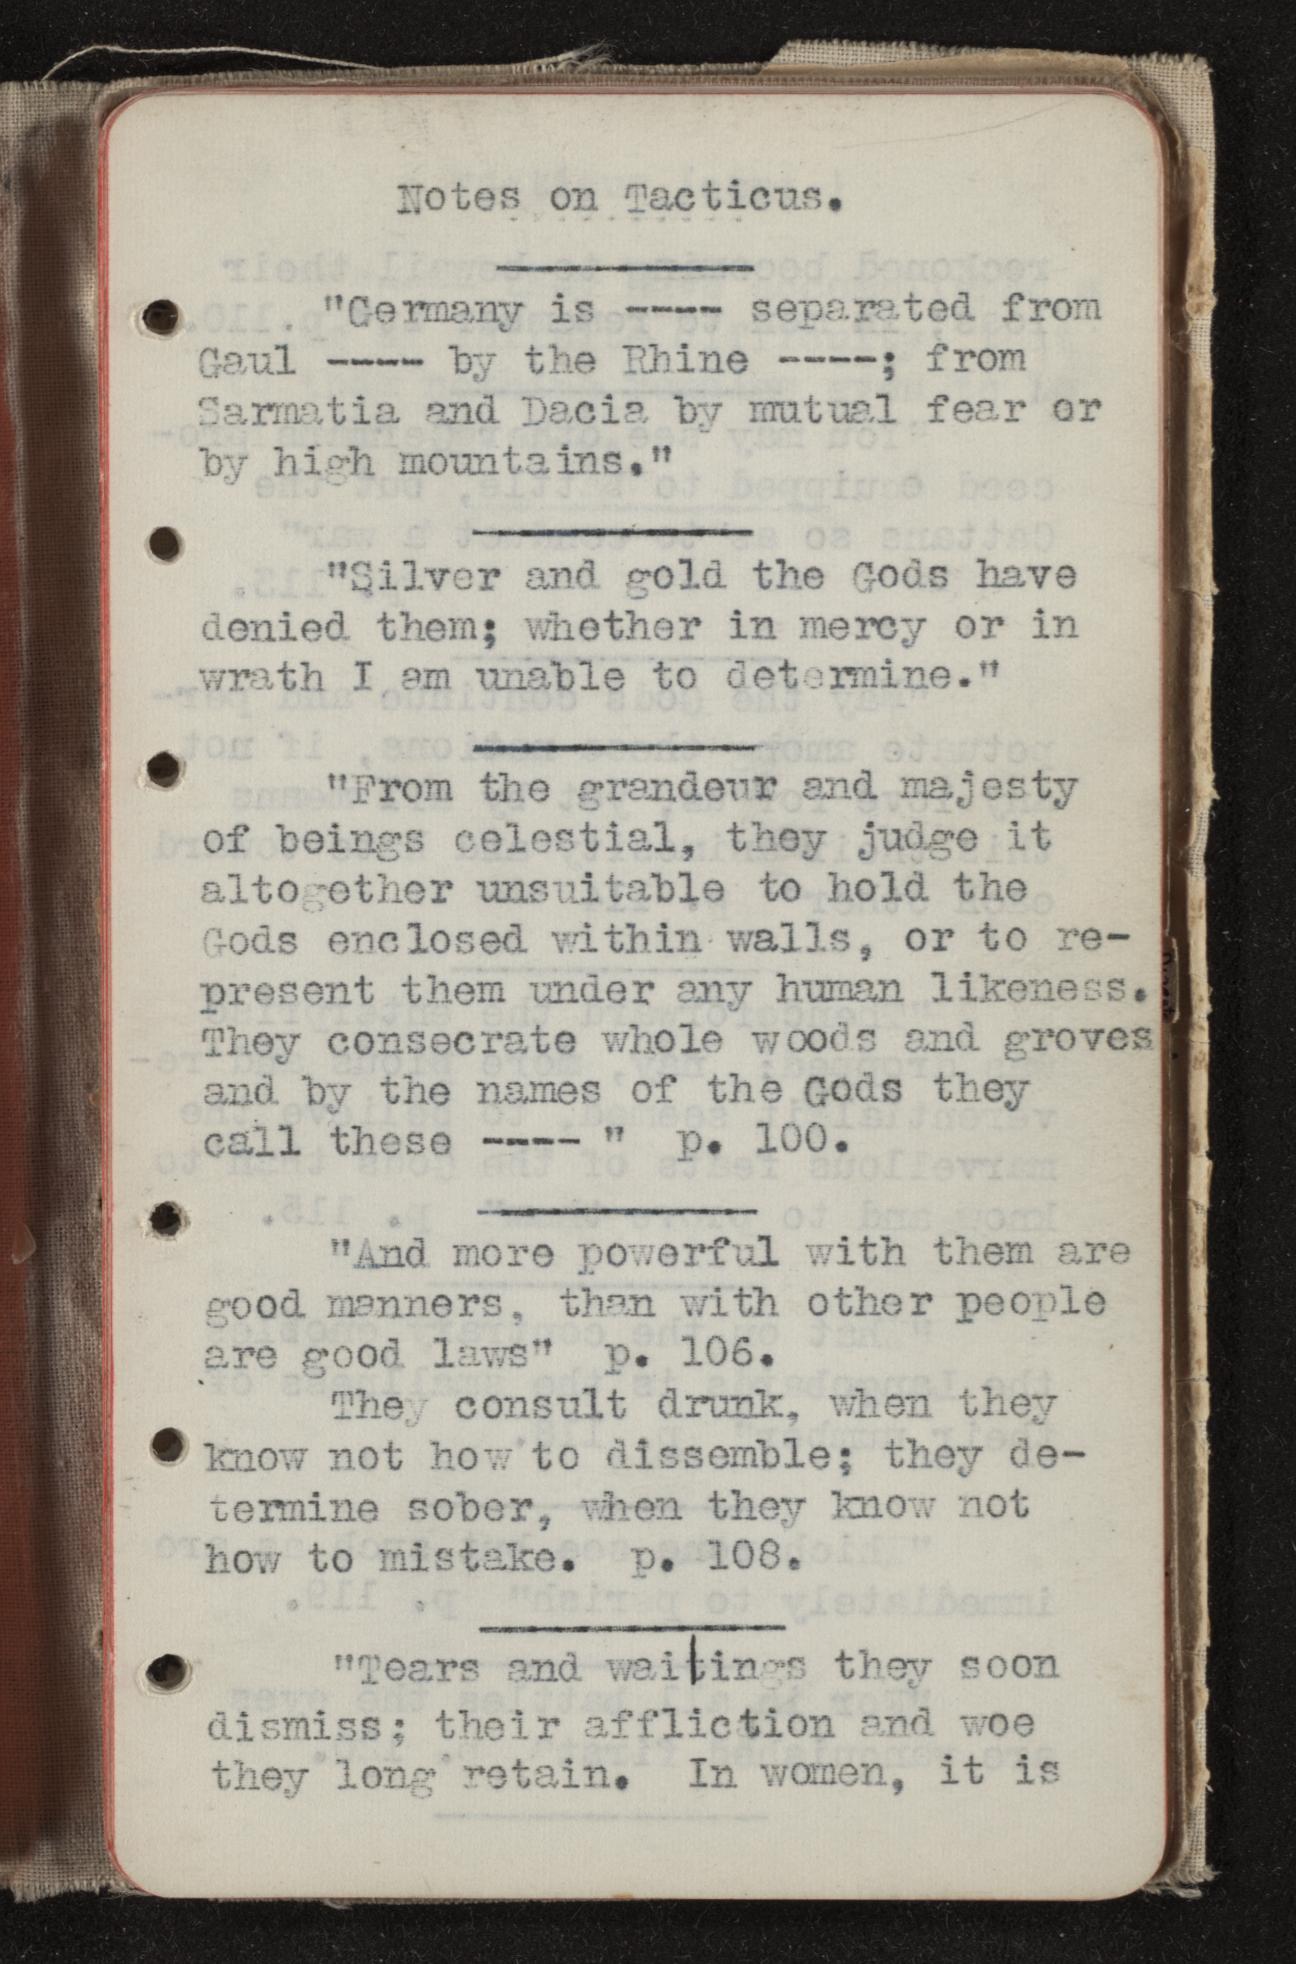 Notes on Tacticus.
"Germany is ---- separated from
Gaul ---- by the Rhine ----; from
Sarmatia and Dacia by mutual fear or
by high mountains."
"Silver and gold the Gods have
denied them; whether in mercy or in
wrath I am unable to determine."
"From the grandeur and majesty
of beings celestial, they judge it
altogether unsuitable to hold the
Gods enclosed within walls, or to re-
present them under any human likeness.
They consecrate whole woods and groves
and by the names of the Gods they
call these ---- " p. 100.
"And more powerful with them are
good manners, than with other people
are good laws" p. 106.
They consult drunk, when they
know not how to dissemble; they de-
termine sober, when they know not
how to mistake. p. 108.
"Tears and wailings they soon
dismiss; their affliction and woe
they long retain. In women, it is